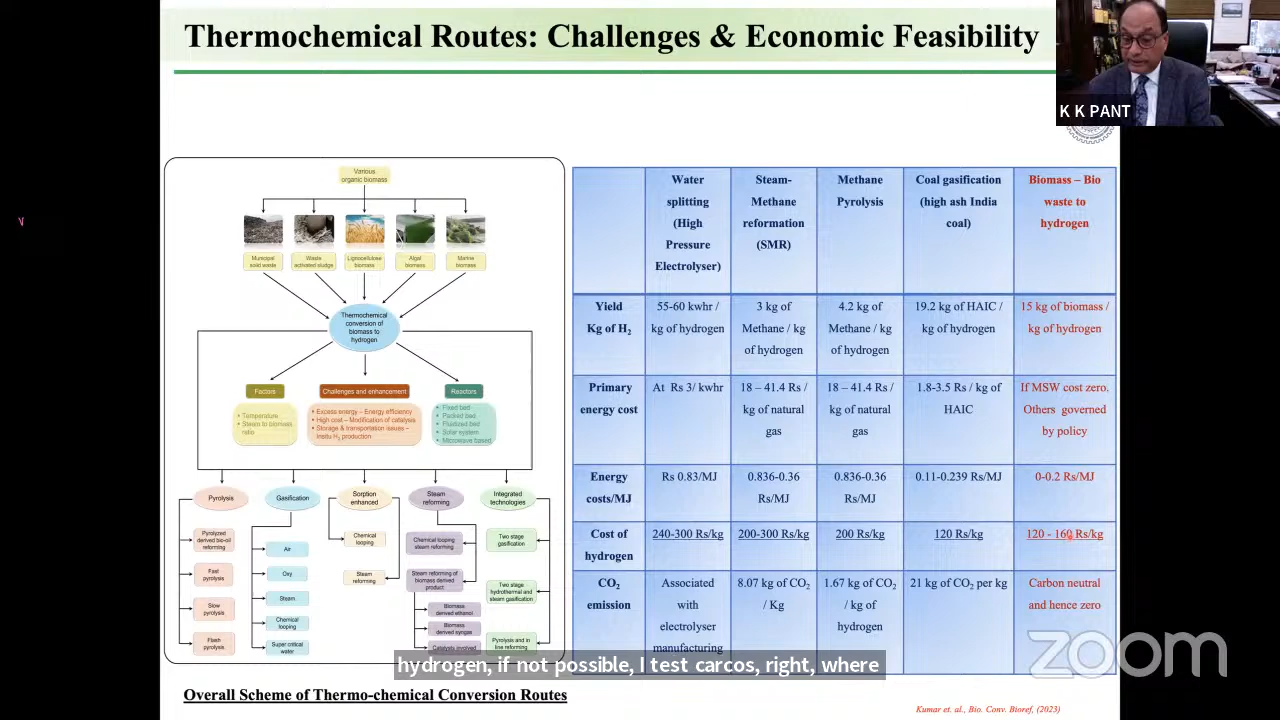 Thermochemical Routes: Challenges & Economic Feasibility
K K PANT
Various
organic biomass
Municipal
solid waste
Waste
activated sludge
Lignocellulose
biomass
Algal
biomass
Marine
biomass
Thermochemical
conversion of
biomass to
hydrogen
Factors
Challenges and enhancement
Reactors
• Temperature
• Steam to biomass
ratio
• Excess energy – Energy efficiency
• High cost – Modification of catalysis
• Storage & transportation issues –
Insitu H₂ production
• Fixed bed
• Packed bed
• Fluidized bed
• Solar system
• Microwave based
Pyrolysis
Gasification
Sorption
enhanced
Steam
reforming
Integrated
technologies
Pyrolyzed
derived bio-oil
reforming
Fast
pyrolysis
Slow
pyrolysis
Flash
pyrolysis
Air
Oxy
Steam
Chemical
looping
Super critical
water
Chemical
looping
Steam
reforming
Chemical looping
steam reforming
Steam reforming of
biomass derived
product
Biomass
derived ethanol
Biomass
derived syngas
Catalysts involved
Two stage
gasification
Two stage
hydrothermal and
steam gasification
Pyrolysis and in
line reforming
Overall Scheme of Thermo-chemical Conversion Routes
Water
splitting
(High
Pressure
Electrolyser)
Steam-
Methane
reformation
(SMR)
Methane
Pyrolysis
Coal gasification
(high ash India
coal)
Biomass – Bio
waste to
hydrogen
Yield
Kg of H₂
55-60 kwhr /
kg of hydrogen
3 kg of
Methane / kg
of hydrogen
4.2 kg of
Methane / kg
of hydrogen
19.2 kg of HAIC /
kg of hydrogen
15 kg of biomass /
kg of hydrogen
Primary
energy cost
At Rs 3/ kwhr
18 – 41.4 Rs /
kg of natural
gas
18 – 41.4 Rs /
kg of natural
gas
1.8-3.5 Rs / kg of
HAIC
If MSW cost zero.
Others governed
by policy
Energy
costs/MJ
Rs 0.83/MJ
0.836-0.36
Rs/MJ
0.836-0.36
Rs/MJ
0.11-0.239 Rs/MJ
0-0.2 Rs/MJ
Cost of
hydrogen
240-300 Rs/kg
200-300 Rs/kg
200 Rs/kg
120 Rs/kg
120 - 160 Rs/kg
CO₂
emission
Associated
with
electrolyser
manufacturing
8.07 kg of CO₂
/ Kg
1.67 kg of CO₂
/ kg of
hydrogen
21 kg of CO₂ per kg
Carbon neutral
and hence zero
zoom
hydrogen, if not possible, I test carcos, right, where
Kumar et. al., Bio. Conv. Bioref, (2023)